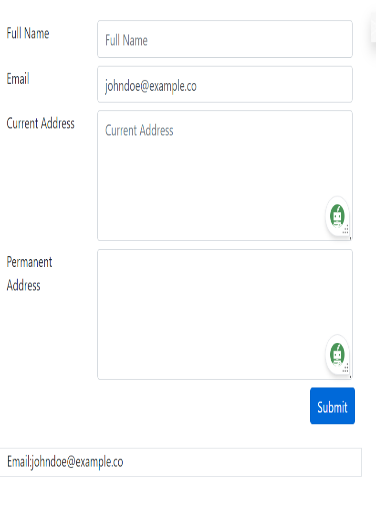 Full Name
Full Name
Email
johndoe@example.co
Current Address
Current Address
Permanent
Address
Submit
Email:johndoe@example.co